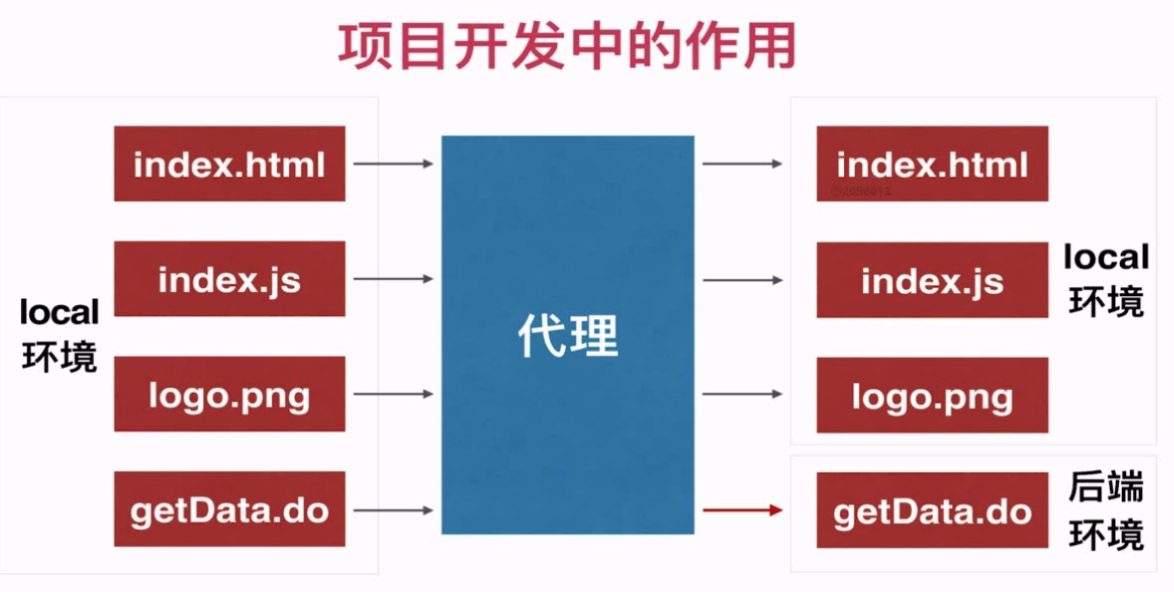 项目开发中的作用
local
环境
index.html
index.js
logo.png
getData.do
代理
index.html
@2088012
index.js
logo.png
local
环境
getData.do
后端
环境